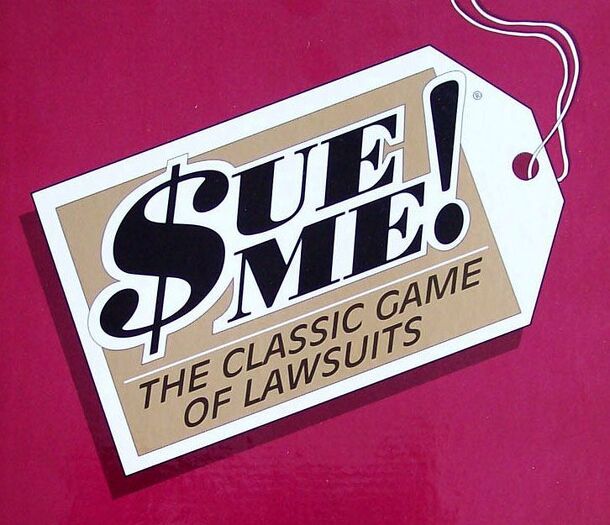 $UE
ME!
®
THE CLASSIC GAME
OF LAWSUITS